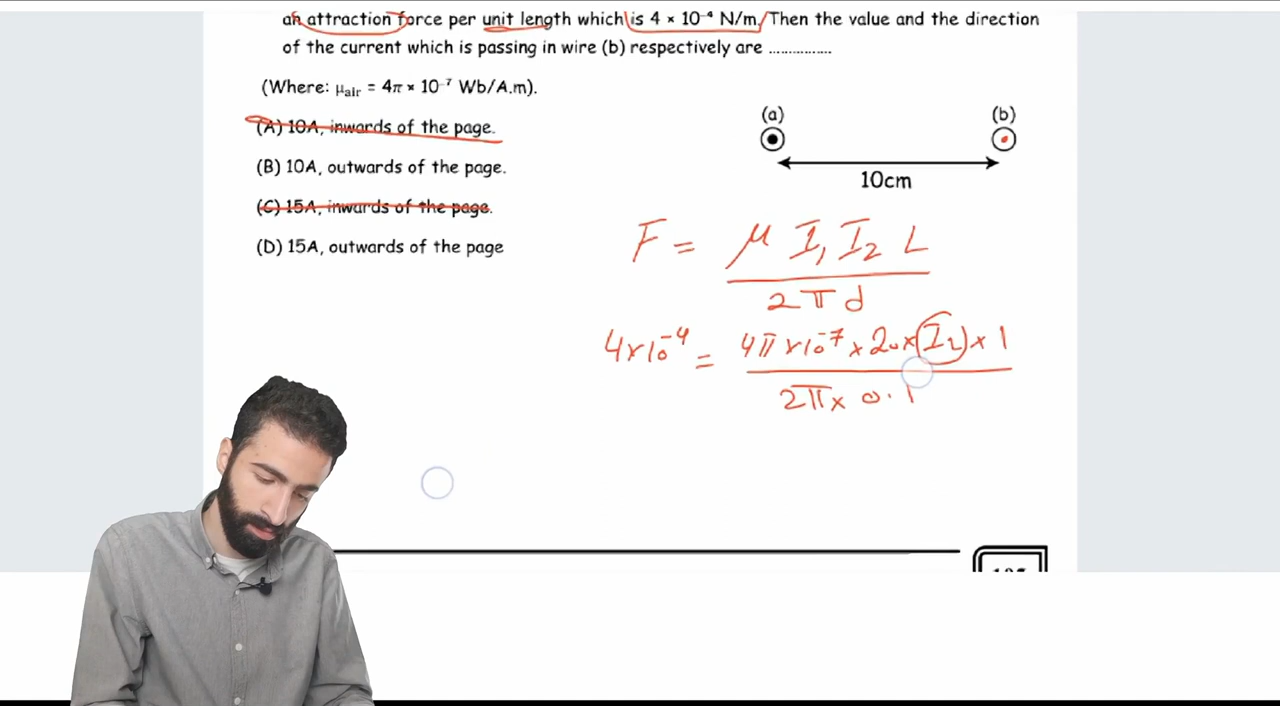 an attraction force per unit length which is 4 × 10⁻⁴ N/m. Then the value and the direction
of the current which is passing in wire (b) respectively are ...............
(Where: μair = 4π × 10⁻⁷ Wb/A.m).
(A) 10A, inwards of the page.
(B) 10A, outwards of the page.
(C) 15A, inwards of the page.
(D) 15A, outwards of the page
(a) (b)
10cm
F = μ I₁ I₂ L
2πd
4×10⁻⁴ = 4π×10⁻⁷ × 20 × I₂ × 1
2π× 0.1